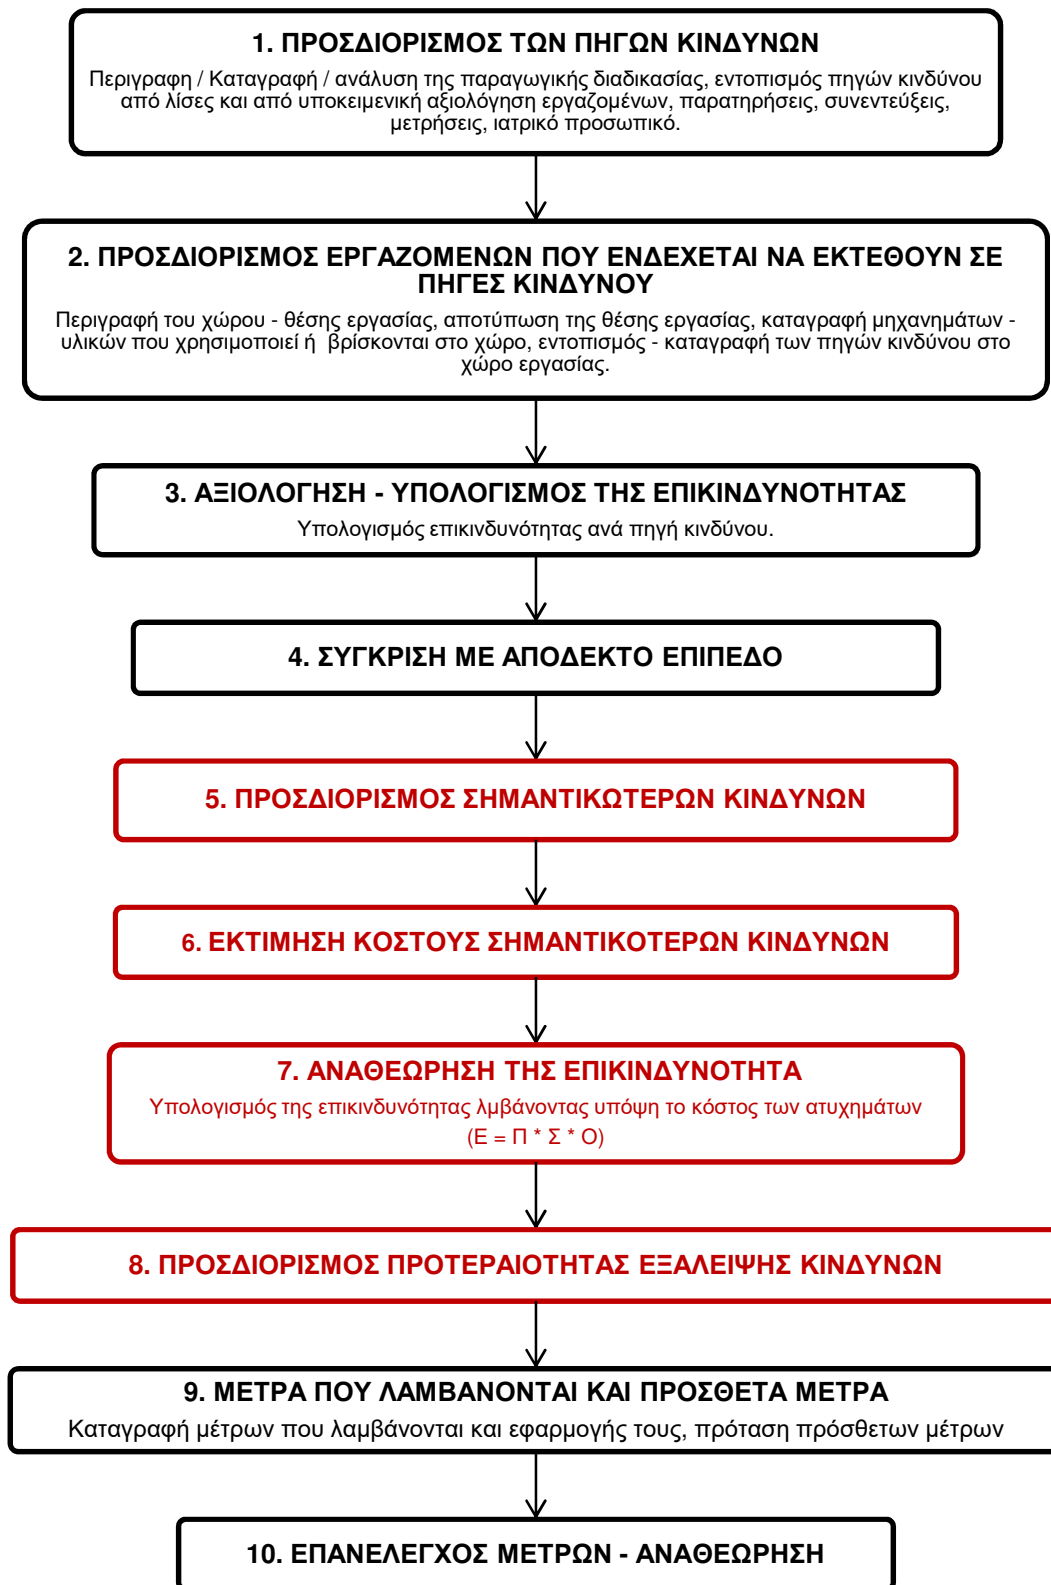 1. ΠΡΟΣΔΙΟΡΙΣΜΟΣ ΤΩΝ ΠΗΓΩΝ ΚΙΝΔΥΝΩΝ
Περιγραφη / Καταγραφή / ανάλυση της παραγωγικής διαδικασίας, εντοπισμός πηγών κινδύνου
από λίσες και από υποκειμενική αξιολόγηση εργαζομένων, παρατηρήσεις, συνεντεύξεις,
μετρήσεις, ιατρικό προσωπικό.
2. ΠΡΟΣΔΙΟΡΙΣΜΟΣ ΕΡΓΑΖΟΜΕΝΩΝ ΠΟΥ ΕΝΔΕΧΕΤΑΙ ΝΑ ΕΚΤΕΘΟΥΝ ΣΕ
ΠΗΓΕΣ ΚΙΝΔΥΝΟΥ
Περιγραφή του χώρου - θέσης εργασίας, αποτύπωση της θέσης εργασίας, καταγραφή μηχανημάτων -
υλικών που χρησιμοποιεί ή βρίσκονται στο χώρο, εντοπισμός - καταγραφή των πηγών κινδύνου στο
χώρο εργασίας.
3. ΑΞΙΟΛΟΓΗΣΗ - ΥΠΟΛΟΓΙΣΜΟΣ ΤΗΣ ΕΠΙΚΙΝΔΥΝΟΤΗΤΑΣ
Υπολογισμός επικινδυνότητας ανά πηγή κινδύνου.
4. ΣΥΓΚΡΙΣΗ ΜΕ ΑΠΟΔΕΚΤΟ ΕΠΙΠΕΔΟ
5. ΠΡΟΣΔΙΟΡΙΣΜΟΣ ΣΗΜΑΝΤΙΚΩΤΕΡΩΝ ΚΙΝΔΥΝΩΝ
6. ΕΚΤΙΜΗΣΗ ΚΟΣΤΟΥΣ ΣΗΜΑΝΤΙΚΟΤΕΡΩΝ ΚΙΝΔΥΝΩΝ
7. ΑΝΑΘΕΩΡΗΣΗ ΤΗΣ ΕΠΙΚΙΝΔΥΝΟΤΗΤΑ
Υπολογισμός της επικινδυνότητας λμβάνοντας υπόψη το κόστος των ατυχημάτων
(Ε = Π * Σ * Ο)
8. ΠΡΟΣΔΙΟΡΙΣΜΟΣ ΠΡΟΤΕΡΑΙΟΤΗΤΑΣ ΕΞΑΛΕΙΨΗΣ ΚΙΝΔΥΝΩΝ
9. ΜΕΤΡΑ ΠΟΥ ΛΑΜΒΑΝΟΝΤΑΙ ΚΑΙ ΠΡΟΣΘΕΤΑ ΜΕΤΡΑ
Καταγραφή μέτρων που λαμβάνονται και εφαρμογής τους, πρόταση πρόσθετων μέτρων
10. ΕΠΑΝΕΛΕΓΧΟΣ ΜΕΤΡΩΝ - ΑΝΑΘΕΩΡΗΣΗ